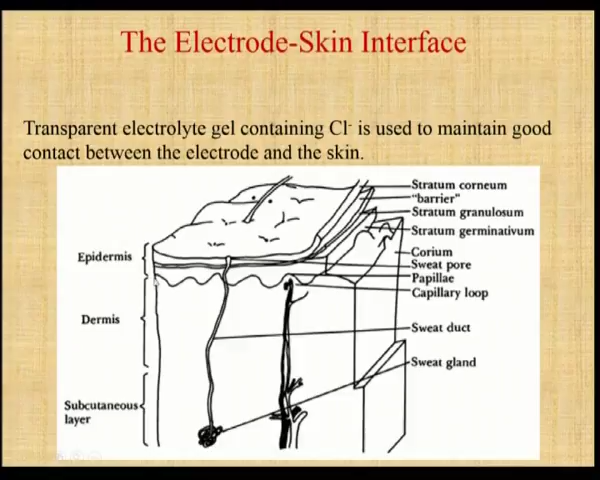 The Electrode-Skin Interface
Transparent electrolyte gel containing Cl⁻ is used to maintain good
contact between the electrode and the skin.
Stratum corneum
"barrier"
Stratum granulosum
Stratum germinativum
Corium
Sweat pore
Papillae
Capillary loop
Sweat duct
Sweat gland
Epidermis
Dermis
Subcutaneous
layer